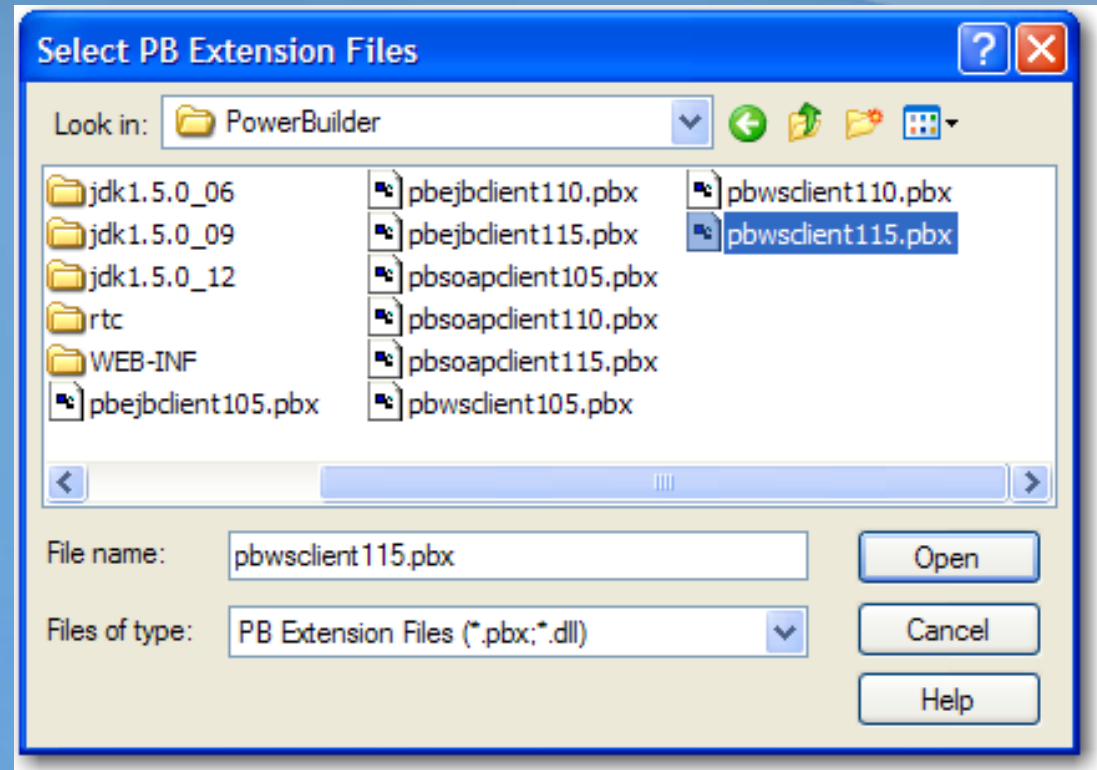 Select PB Extension Files
Look in: PowerBuilder
jdk1.5.0_06
jdk1.5.0_09
jdk1.5.0_12
rtc
WEB-INF
pbejbclient105.pbx
pbejbclient110.pbx
pbejbclient115.pbx
pbsoapclient105.pbx
pbsoapclient110.pbx
pbsoapclient115.pbx
pbwsclient105.pbx
pbwsclient110.pbx
pbwsclient115.pbx
File name: pbwsclient115.pbx
Open
Files of type: PB Extension Files (*.pbx;*.dll)
Cancel
Help